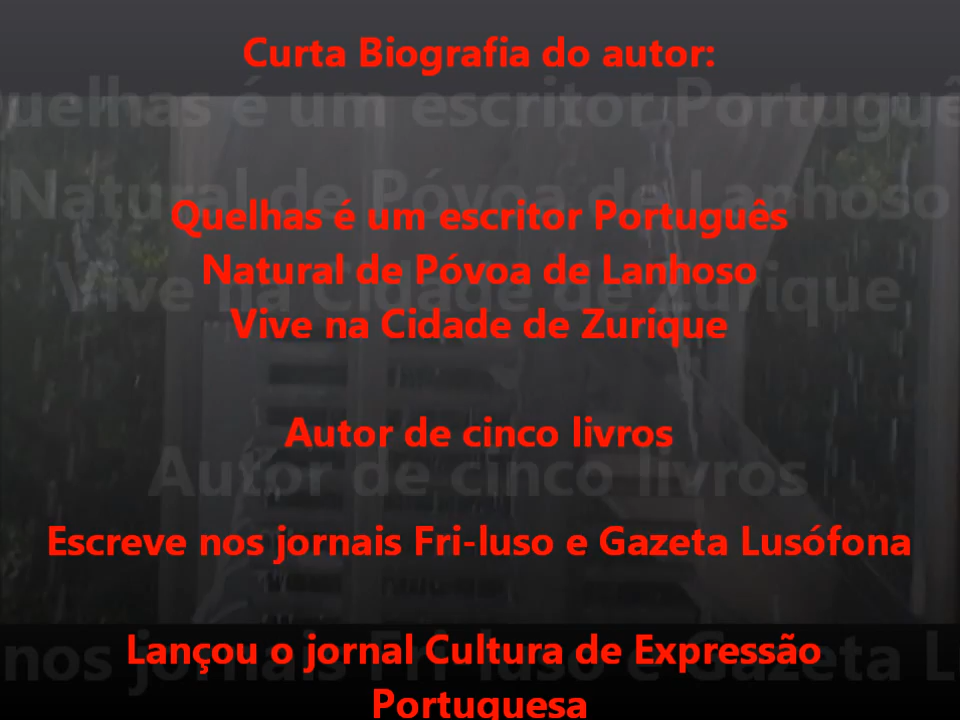 Curta Biografia do autor:
Quelhas é um escritor Português
Natural de Póvoa de Lanhoso
Vive na Cidade de Zurique
Autor de cinco livros
Escreve nos jornais Fri-luso e Gazeta Lusófona
Lançou o jornal Cultura de Expressão
Portuguesa